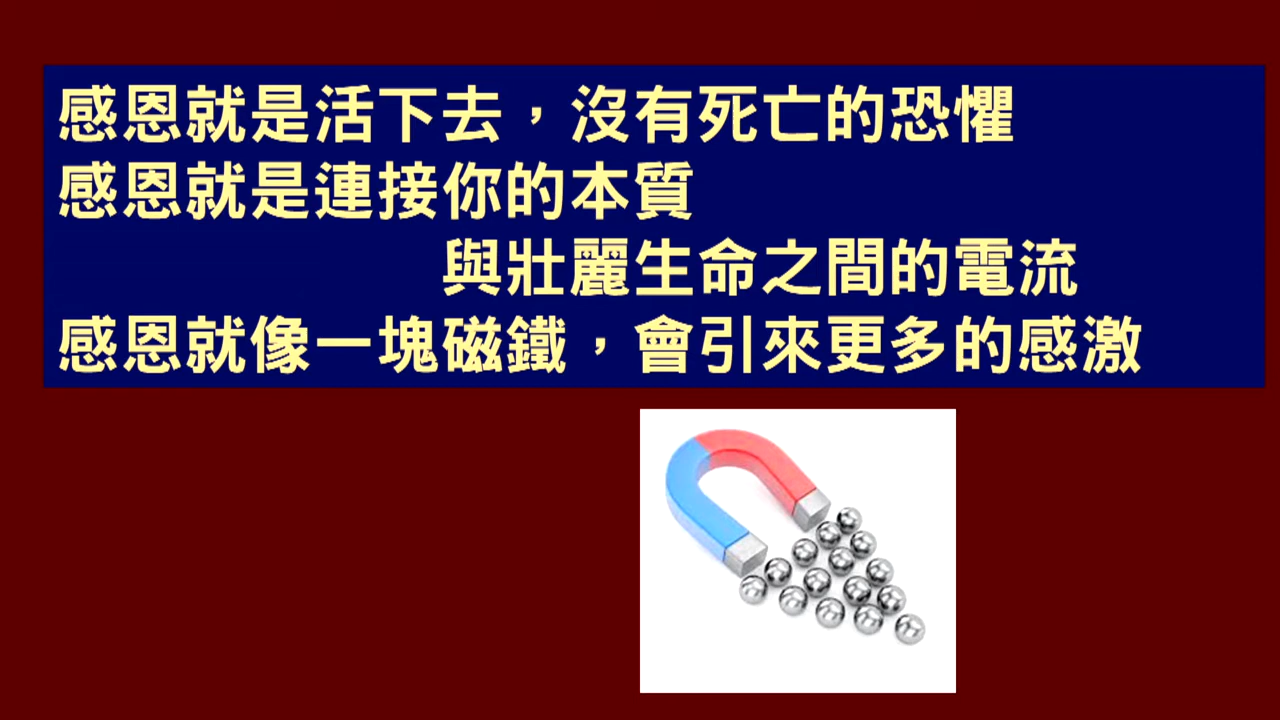 感恩就是活下去，沒有死亡的恐懼
感恩就是連接你的本質
與壯麗生命之間的電流
感恩就像一塊磁鐵，會引來更多的感激